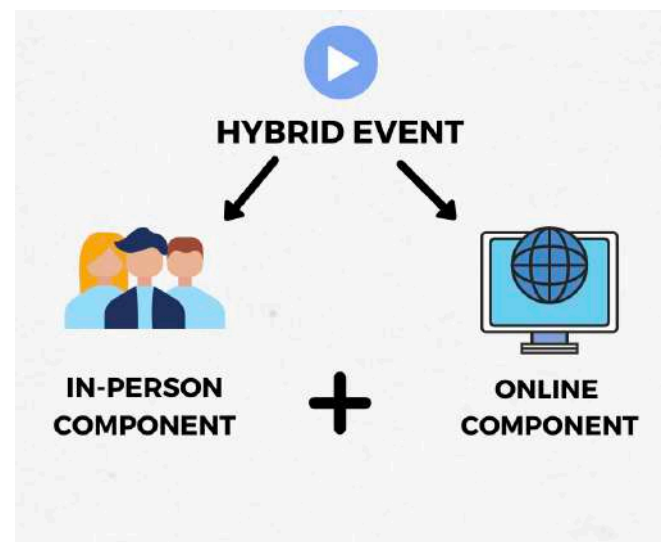 HYBRID EVENT
IN-PERSON
COMPONENT
+
ONLINE
COMPONENT